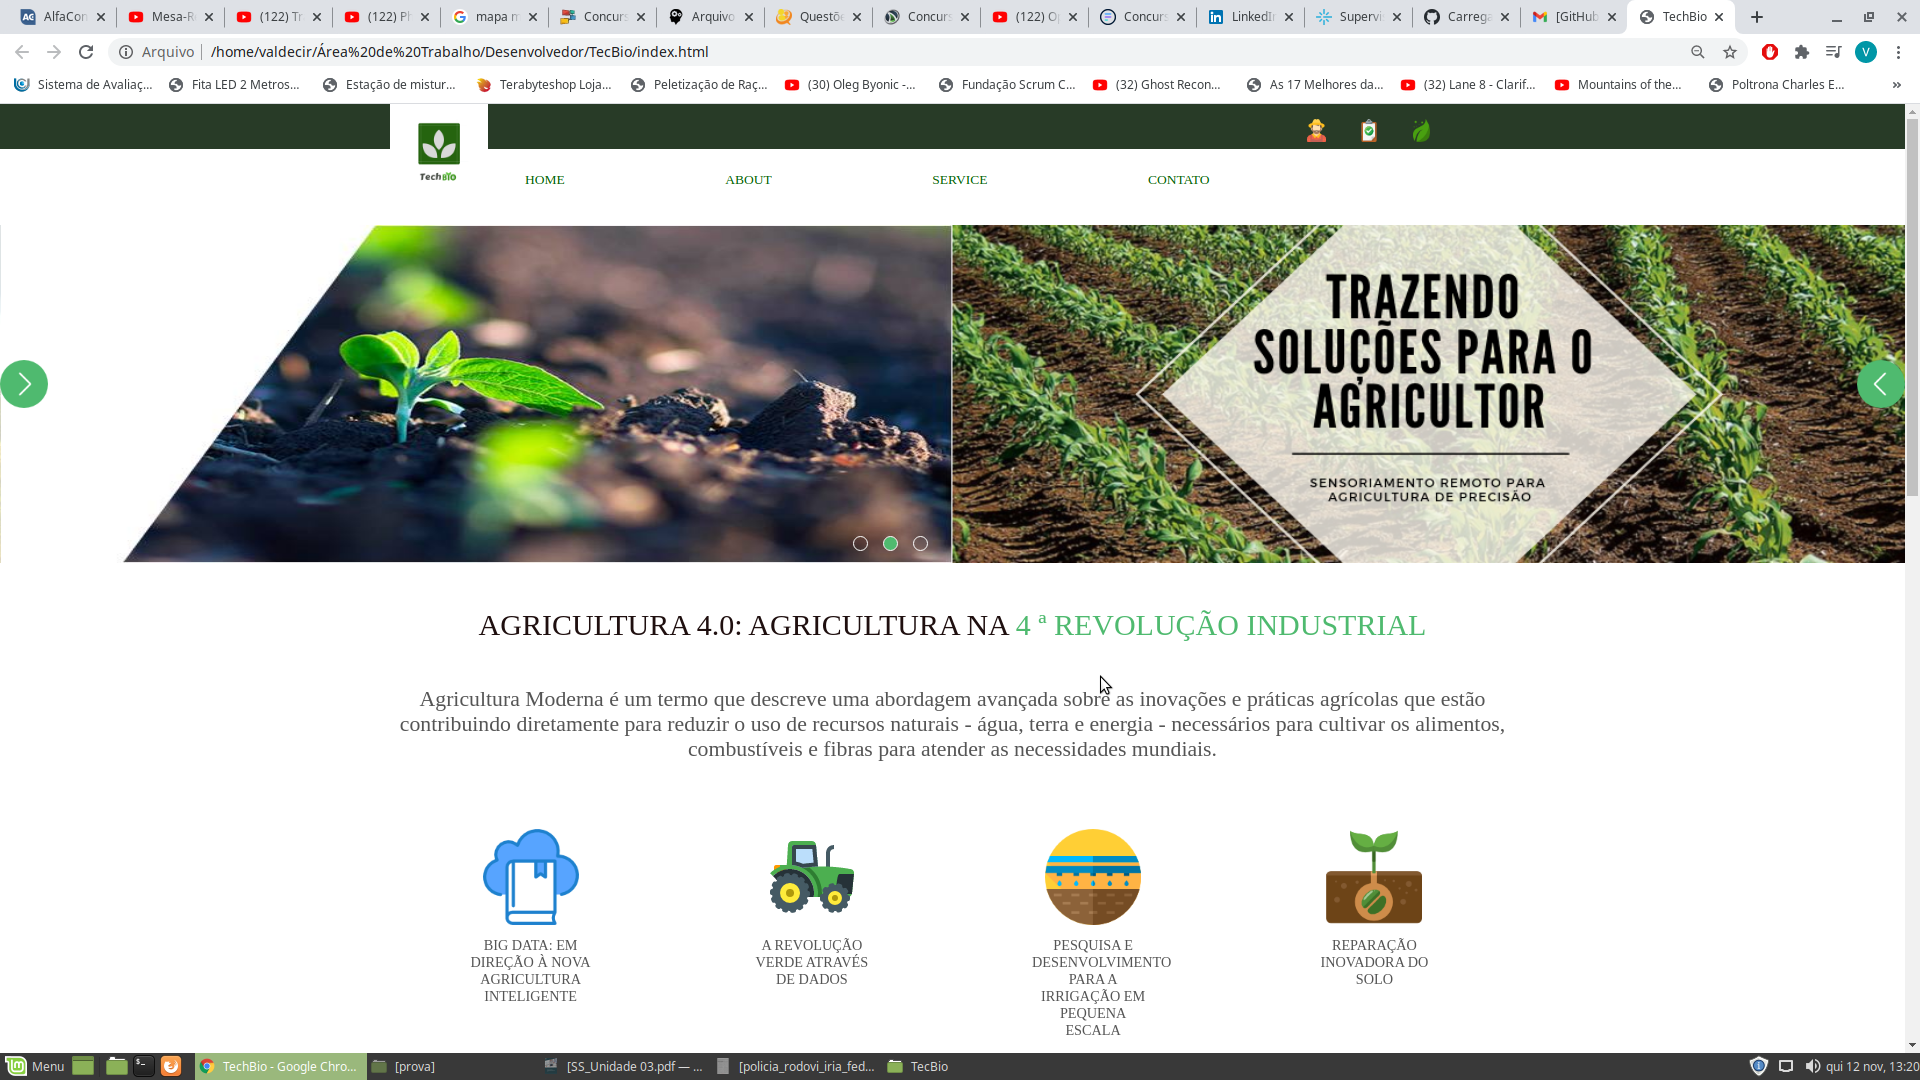 AlfaCon
Mesa-R
(122) Tr
(122) Ph
mapa m
Concurs
Arquivo
Questõe
Concurs
(122) O
Concurs
LinkedIn
Supervi
Carrega
[GitHub
TechBio
Arquivo
/home/valdecir/Área%20de%20Trabalho/Desenvolvedor/TecBio/index.html
V
Sistema de Avaliaç...
Fita LED 2 Metros...
Estação de mistur...
Terabyteshop Loja...
Peletização de Raç...
(30) Oleg Byonic -...
Fundação Scrum C...
(32) Ghost Recon...
As 17 Melhores da...
(32) Lane 8 - Clarif...
Mountains of the...
Poltrona Charles E...
»
TechBio
HOME
ABOUT
SERVICE
CONTATO
TRAZENDO
SOLUÇÕES PARA O
AGRICULTOR
SENSORIAMENTO REMOTO PARA
AGRICULTURA DE PRECISÃO
AGRICULTURA 4.0: AGRICULTURA NA 4 ª REVOLUÇÃO INDUSTRIAL
Agricultura Moderna é um termo que descreve uma abordagem avançada sobre as inovações e práticas agrícolas que estão
contribuindo diretamente para reduzir o uso de recursos naturais - água, terra e energia - necessários para cultivar os alimentos,
combustíveis e fibras para atender as necessidades mundiais.
BIG DATA: EM
DIREÇÃO À NOVA
AGRICULTURA
INTELIGENTE
A REVOLUÇÃO
VERDE ATRAVÉS
DE DADOS
PESQUISA E
DESENVOLVIMENTO
PARA A
IRRIGAÇÃO EM
PEQUENA
ESCALA
REPARAÇÃO
INOVADORA DO
SOLO
Menu
TechBio - Google Chro...
[prova]
[SS_Unidade 03.pdf — ...
[policia_rodovi_iria_fed...
TecBio
qui 12 nov, 13:20